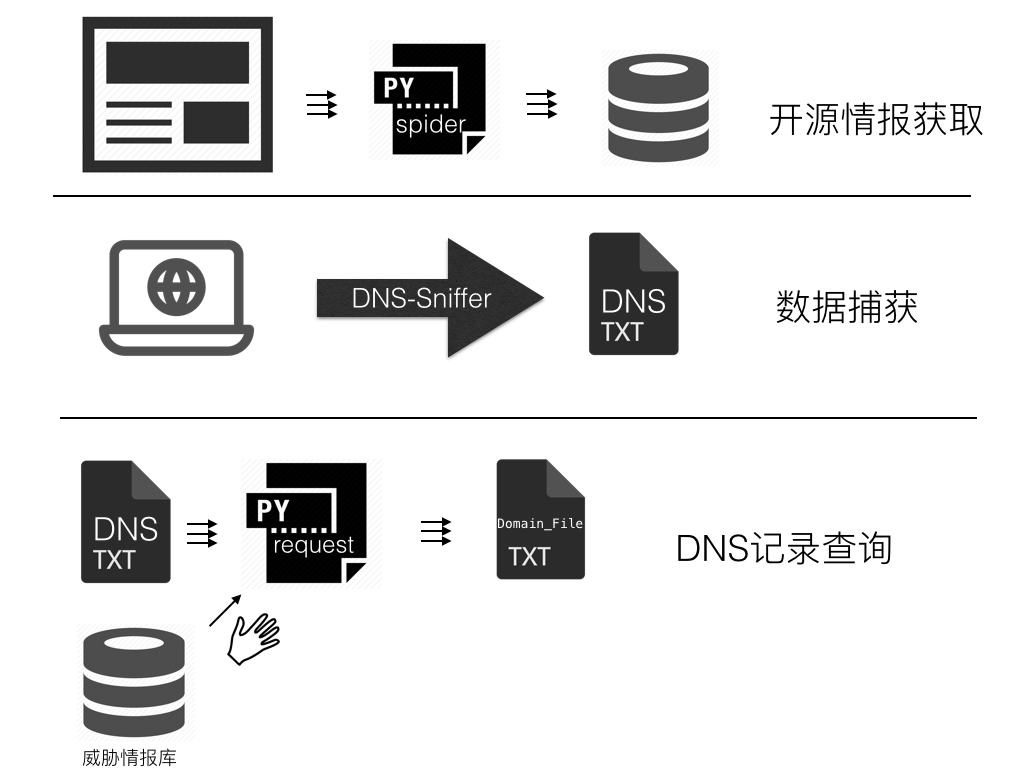 PY
spider
开源情报获取
DNS-Sniffer
DNS
TXT
数据捕获
DNS
TXT
PY
request
Domain_File
TXT
DNS记录查询
威胁情报库